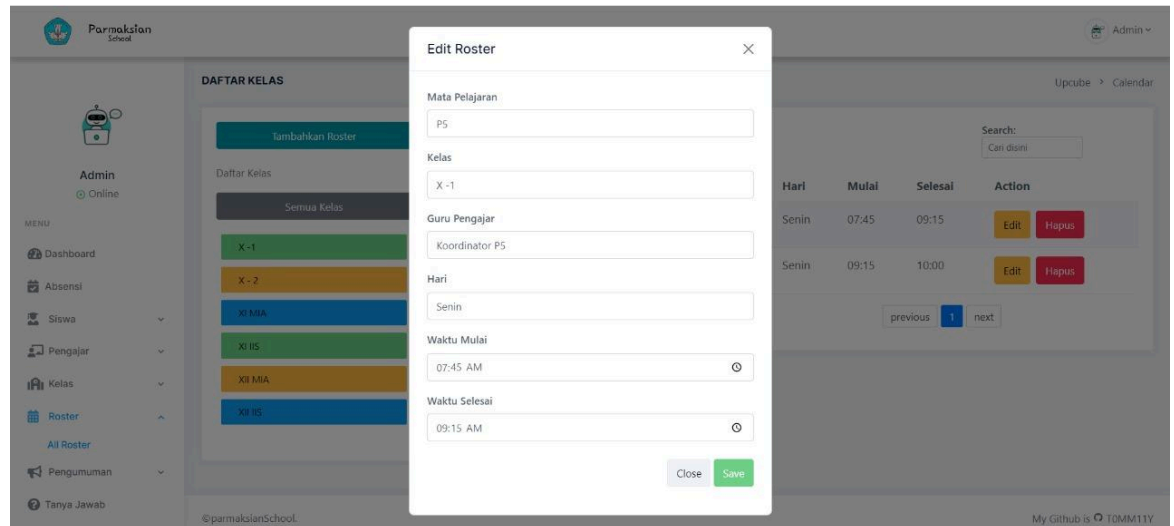 Parmaksian
School
Admin
DAFTAR KELAS
Upcube > Calendar
Admin
Online
MENU
Dashboard
Absensi
Siswa
Pengajar
Kelas
Roster
All Roster
Pengumuman
Tanya Jawab
Tambahkan Roster
Daftar Kelas
Semua Kelas
X -1
X - 2
XI MIA
XI IIS
XII MIA
XII IIS
Edit Roster
Mata Pelajaran
P5
Kelas
X -1
Guru Pengajar
Koordinator P5
Hari
Senin
Waktu Mulai
07:45 AM
Waktu Selesai
09:15 AM
Close Save
Search:
Cari disini
Hari Mulai Selesai Action
Senin 07:45 09:15 Edit Hapus
Senin 09:15 10:00 Edit Hapus
previous 1 next
©parmaksianSchool.
My Github is T0MM11Y